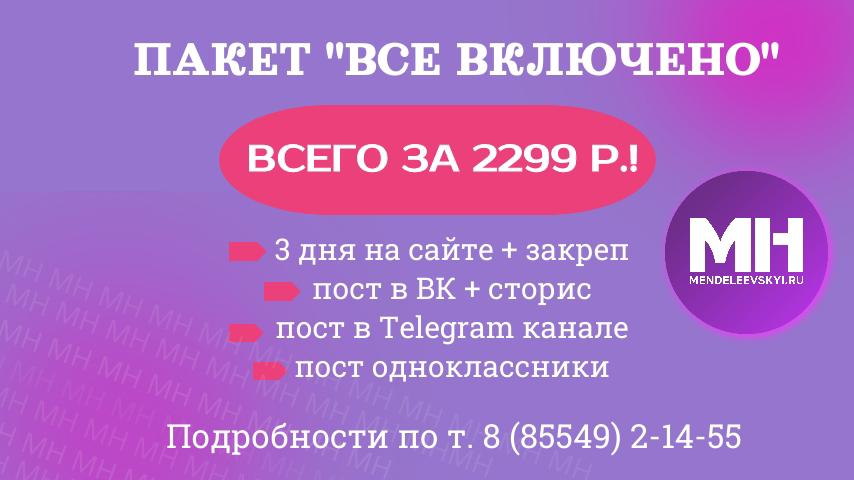 ПАКЕТ "ВСЕ ВКЛЮЧЕНО"
ВСЕГО ЗА 2299 Р.!
3 дня на сайте + закреп
пост в ВК + сторис
пост в Telegram канале
пост одноклассники
МН
MENDELEEVSKYI.RU
Подробности по т. 8 (85549) 2-14-55